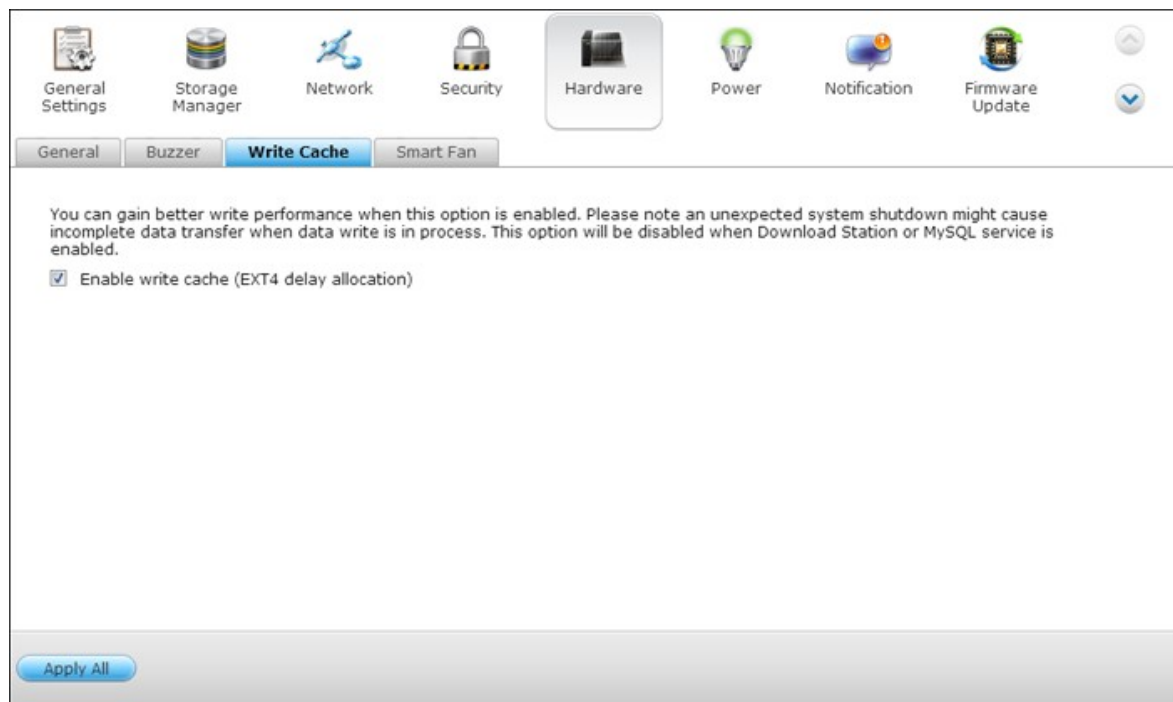 General Settings
Storage Manager
Network
Security
Hardware
Power
Notification
Firmware Update
General
Buzzer
Write Cache
Smart Fan
You can gain better write performance when this option is enabled. Please note an unexpected system shutdown might cause
incomplete data transfer when data write is in process. This option will be disabled when Download Station or MySQL service is
enabled.
Enable write cache (EXT4 delay allocation)
Apply All